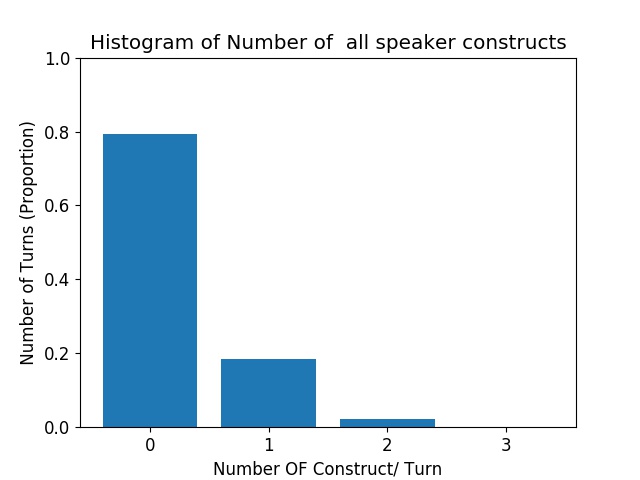 Histogram of Number of  all speaker constructs
1.0
0.8
0.6
0.4
0.2
0.0
Number of Turns (Proportion)
0 1 2 3
Number OF Construct/ Turn